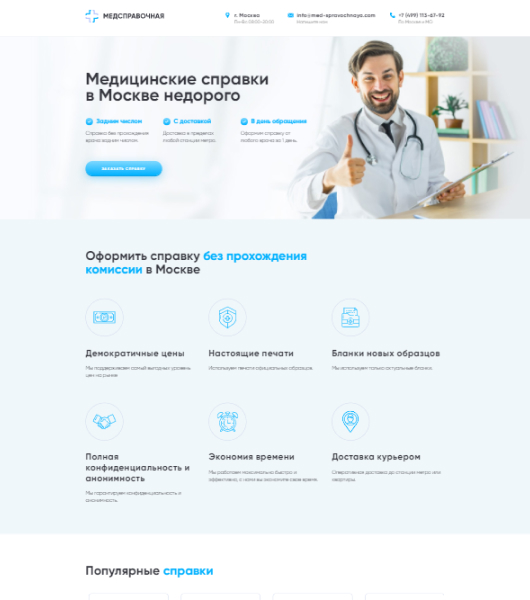 МЕДСПРАВОЧНАЯ
г. Москва
Пн-Вс 08:00-20:00
info@med-spravochnaya.com
Напишите нам
+7 (499) 113-67-92
По Москве и МО
Медицинские справки
в Москве недорого
Задним числом
С доставкой
В день обращения
Справка без прохождения
врача задним числом
Доставка в пределах
любой станции метро.
Оформим справку от
любого врача за 1 день.
ЗАКАЗАТЬ СПРАВКУ
Оформить справку без прохождения
комиссии в Москве
Демократичные цены
Мы поддерживаем самый выгодный уровень
цен на рынке
Настоящие печати
Используем печати официальных образцов.
Бланки новых образцов
Мы используем только актуальные бланки.
Полная
конфиденциальность и
анонимность
Мы гарантируем конфиденциальность и
анонимность.
Экономия времени
Мы работаем максимально быстро и
эффективно, с нами вы экономите свое время.
Доставка курьером
Оперативная доставка до станции метро или
квартиры.
Популярные справки